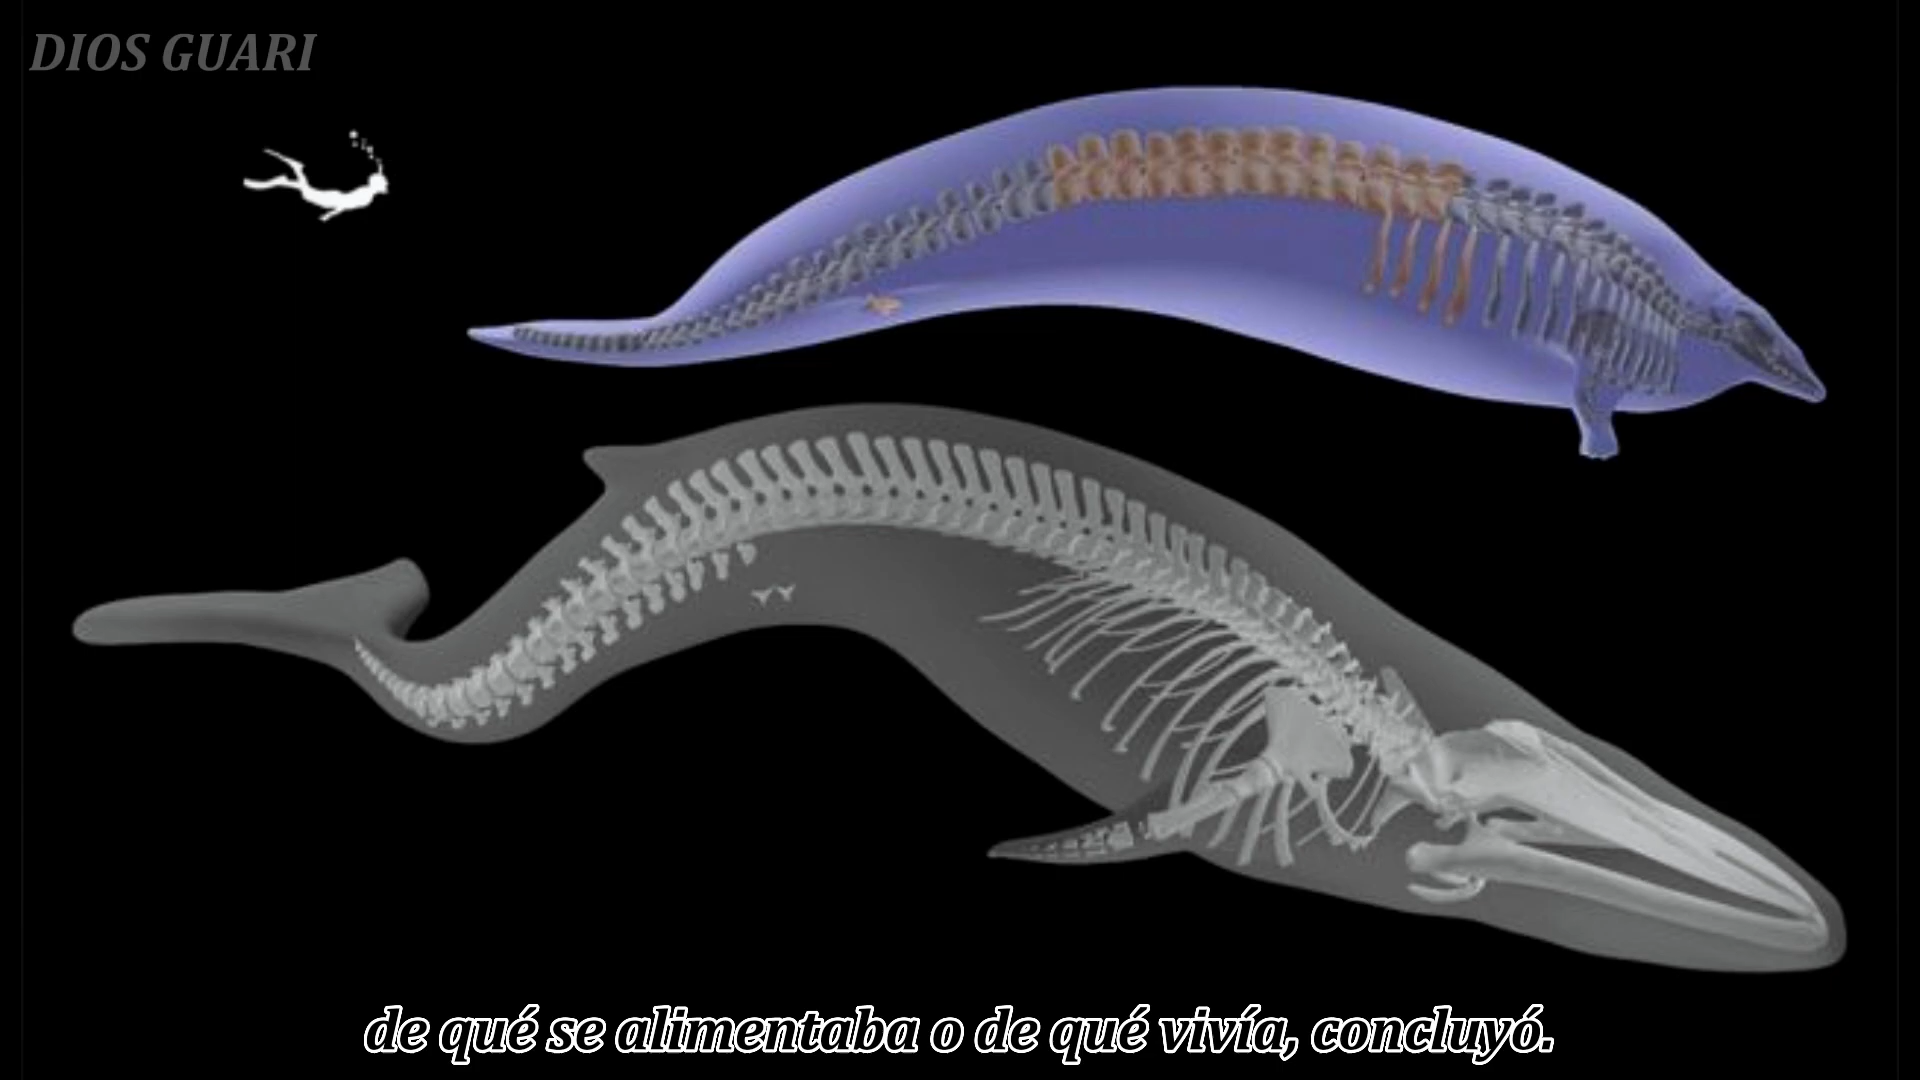 DIOS GUARI
de qué se alimentaba o de qué vivía, concluyó.